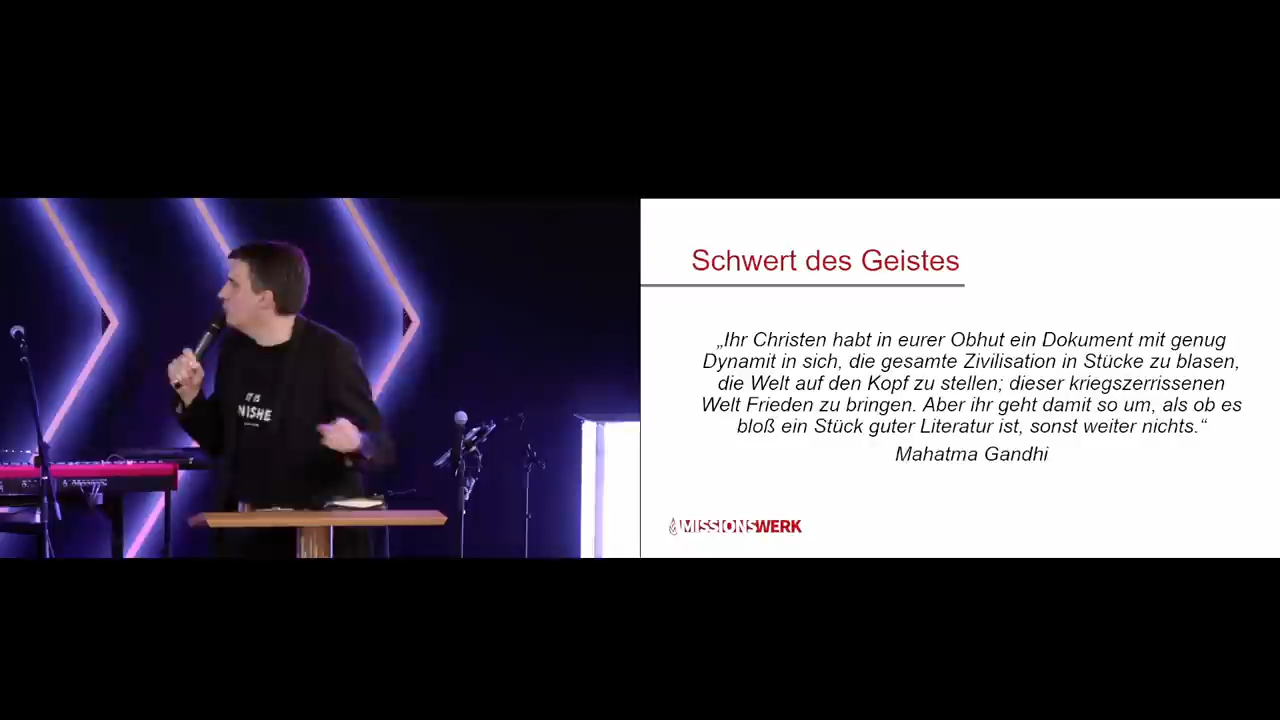 IT IS
Schwert des Geistes
„Ihr Christen habt in eurer Obhut ein Dokument mit genug
Dynamit in sich, die gesamte Zivilisation in Stücke zu blasen,
die Welt auf den Kopf zu stellen; dieser kriegszerrissenen
Welt Frieden zu bringen. Aber ihr geht damit so um, als ob es
bloß ein Stück guter Literatur ist, sonst weiter nichts.“
Mahatma Gandhi
MISSIONSWERK